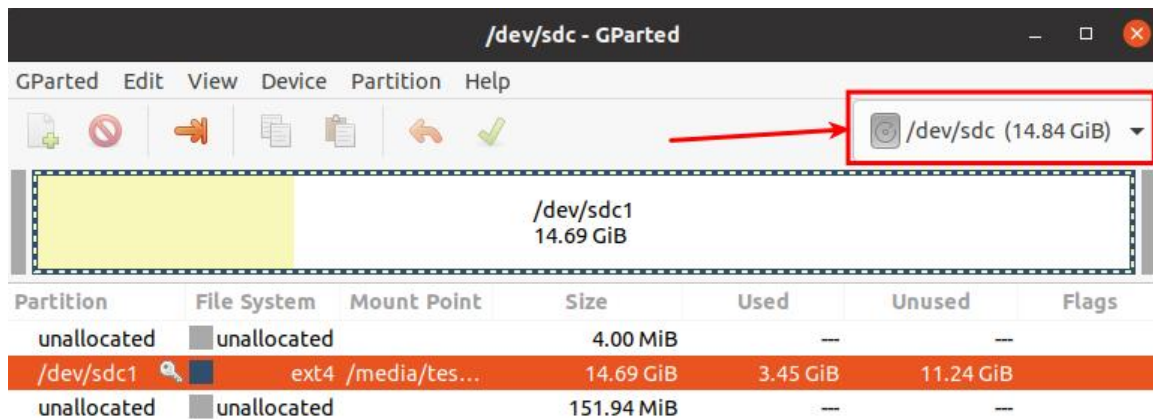 /dev/sdc - GParted
GParted Edit View Device Partition Help
/dev/sdc (14.84 GiB)
/dev/sdc1
14.69 GiB
Partition File System Mount Point Size Used Unused Flags
unallocated unallocated 4.00 MiB --- ---
/dev/sdc1 ext4 /media/tes... 14.69 GiB 3.45 GiB 11.24 GiB
unallocated unallocated 151.94 MiB --- ---